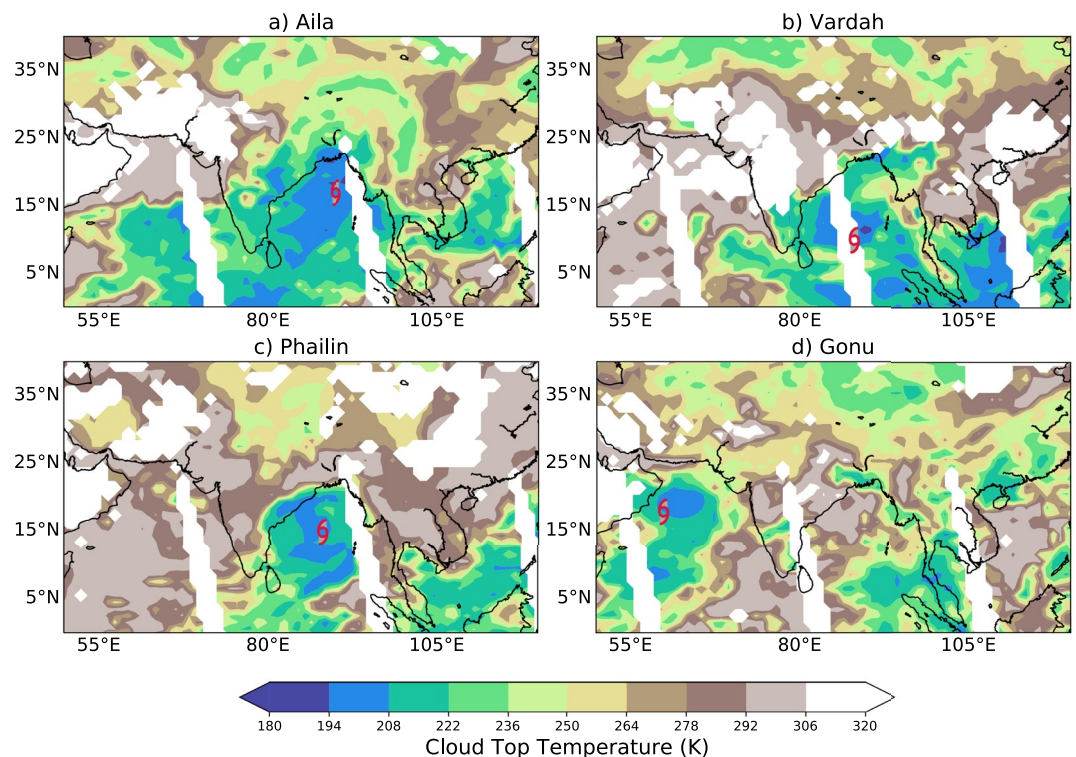 a) Aila
b) Vardah
35°N
25°E
15°E
5°E
55°E
80°E
105°E
35°N
25°E
15°E
5°E
55°E
80°E
105°E
c) Phailin
d) Gonu
35°N
25°E
15°E
5°E
55°E
80°E
105°E
35°N
25°E
15°E
5°E
55°E
80°E
105°E
180 194 208 222 236 250 264 278 292 306 320
Cloud Top Temperature (K)